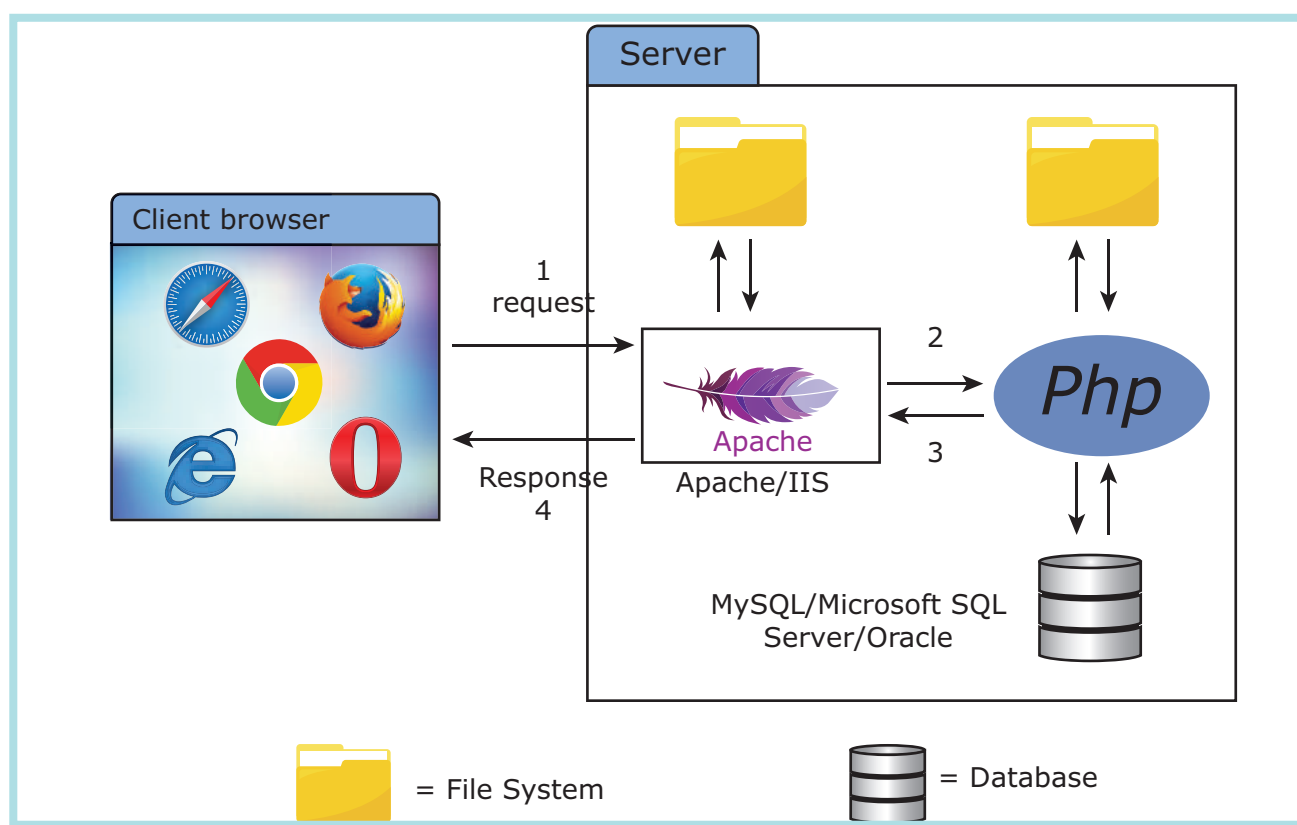 Server
Client browser
1
request
2
Php
Apache
3
Apache/IIS
Response
4
MySQL/Microsoft SQL
Server/Oracle
= File System
= Database